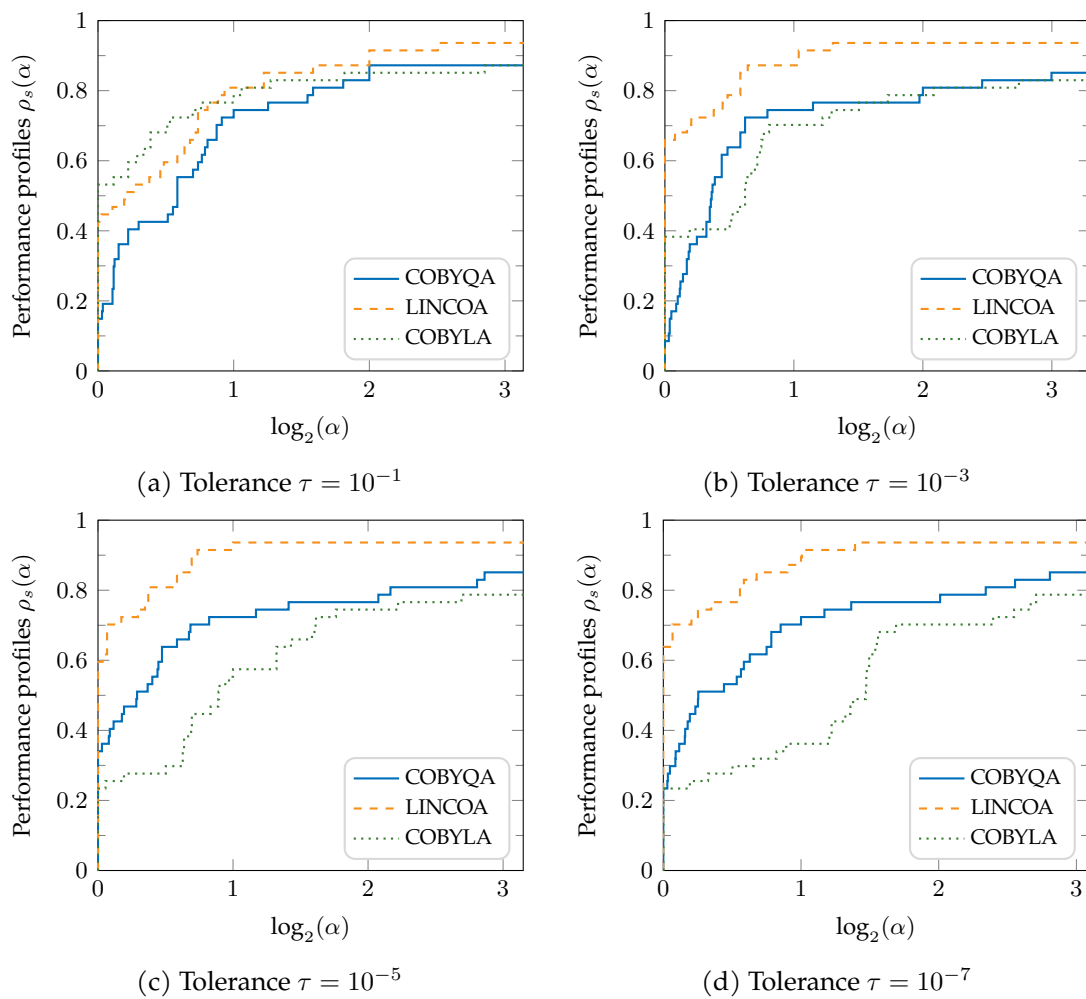 1
0.8
0.6
0.4
0.2
0
Performance profiles ρₛ(α)
COBYQA
LINCOA
COBYLA
0 1 2 3
log₂(α)
(a) Tolerance τ = 10⁻¹
1
0.8
0.6
0.4
0.2
0
Performance profiles ρₛ(α)
COBYQA
LINCOA
COBYLA
0 1 2 3
log₂(α)
(b) Tolerance τ = 10⁻³
1
0.8
0.6
0.4
0.2
0
Performance profiles ρₛ(α)
COBYQA
LINCOA
COBYLA
0 1 2 3
log₂(α)
(c) Tolerance τ = 10⁻⁵
1
0.8
0.6
0.4
0.2
0
Performance profiles ρₛ(α)
COBYQA
LINCOA
COBYLA
0 1 2 3
log₂(α)
(d) Tolerance τ = 10⁻⁷